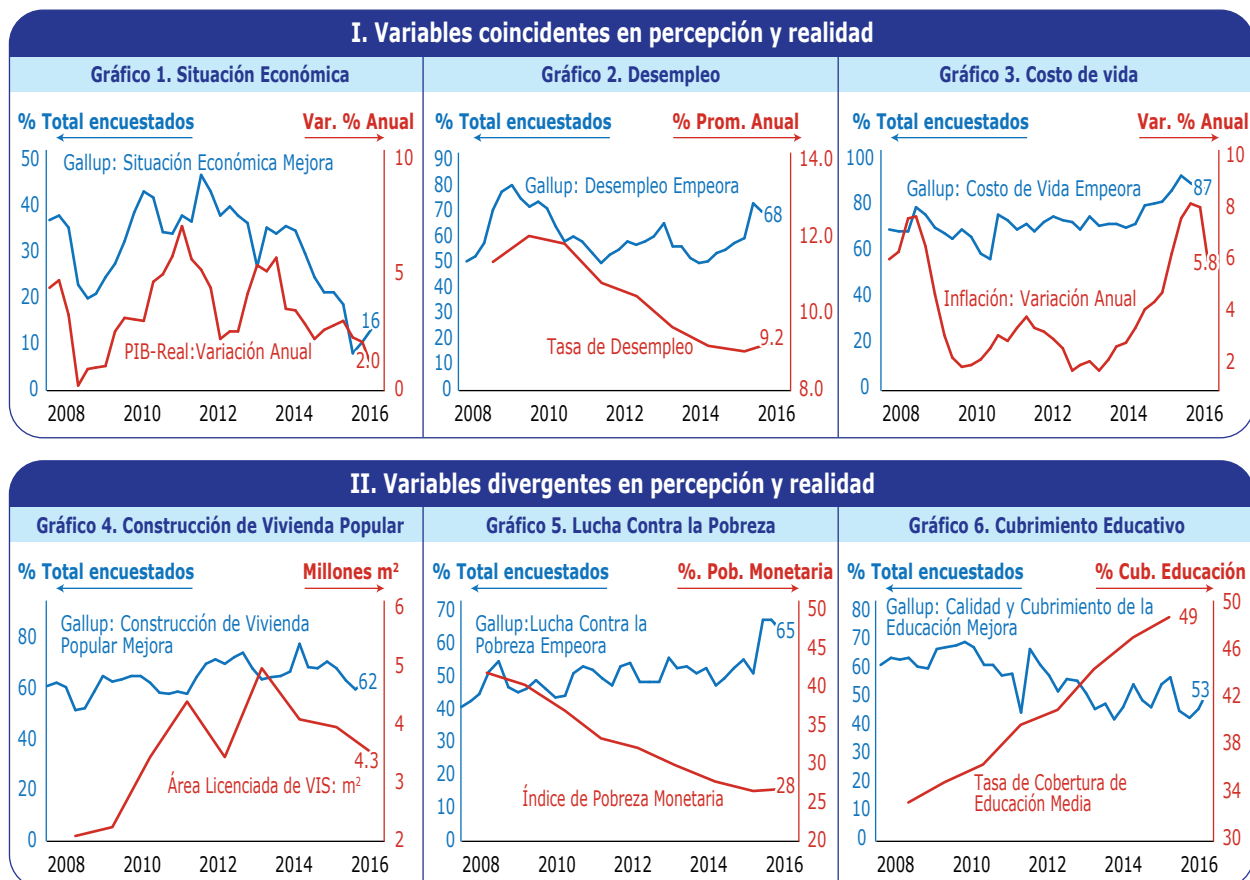 I. Variables coincidentes en percepción y realidad
Gráfico 1. Situación Económica
% Total encuestados
Var. % Anual
Gallup: Situación Económica Mejora
50
40
30
20
10
0
10
5
0
16
2.0
PIB-Real:Variación Anual
2008 2010 2012 2014 2016
Gráfico 2. Desempleo
% Total encuestados
% Prom. Anual
Gallup: Desempleo Empeora
90
80
70
60
50
40
30
20
10
0
14.0
12.0
10.0
8.0
68
9.2
Tasa de Desempleo
2008 2010 2012 2014 2016
Gráfico 3. Costo de vida
% Total encuestados
Var. % Anual
Gallup: Costo de Vida Empeora
100
80
60
40
20
0
10
8
6
4
2
87
5.8
Inflación: Variación Anual
2008 2010 2012 2014 2016
II. Variables divergentes en percepción y realidad
Gráfico 4. Construcción de Vivienda Popular
% Total encuestados
Millones m²
Gallup: Construcción de Vivienda
Popular Mejora
80
60
40
20
0
6
5
4
3
2
62
4.3
Área Licenciada de VIS: m²
2008 2010 2012 2014 2016
Gráfico 5. Lucha Contra la Pobreza
% Total encuestados
%. Pob. Monetaria
Gallup:Lucha Contra la
Pobreza Empeora
70
60
50
40
30
20
10
0
50
45
40
35
30
25
20
65
28
Índice de Pobreza Monetaria
2008 2010 2012 2014 2016
Gráfico 6. Cubrimiento Educativo
% Total encuestados
% Cub. Educación
Gallup: Calidad y Cubrimiento de la
Educación Mejora
80
70
60
50
40
30
20
10
0
50
46
42
38
34
30
49
53
Tasa de Cobertura de
Educación Media
2008 2010 2012 2014 2016